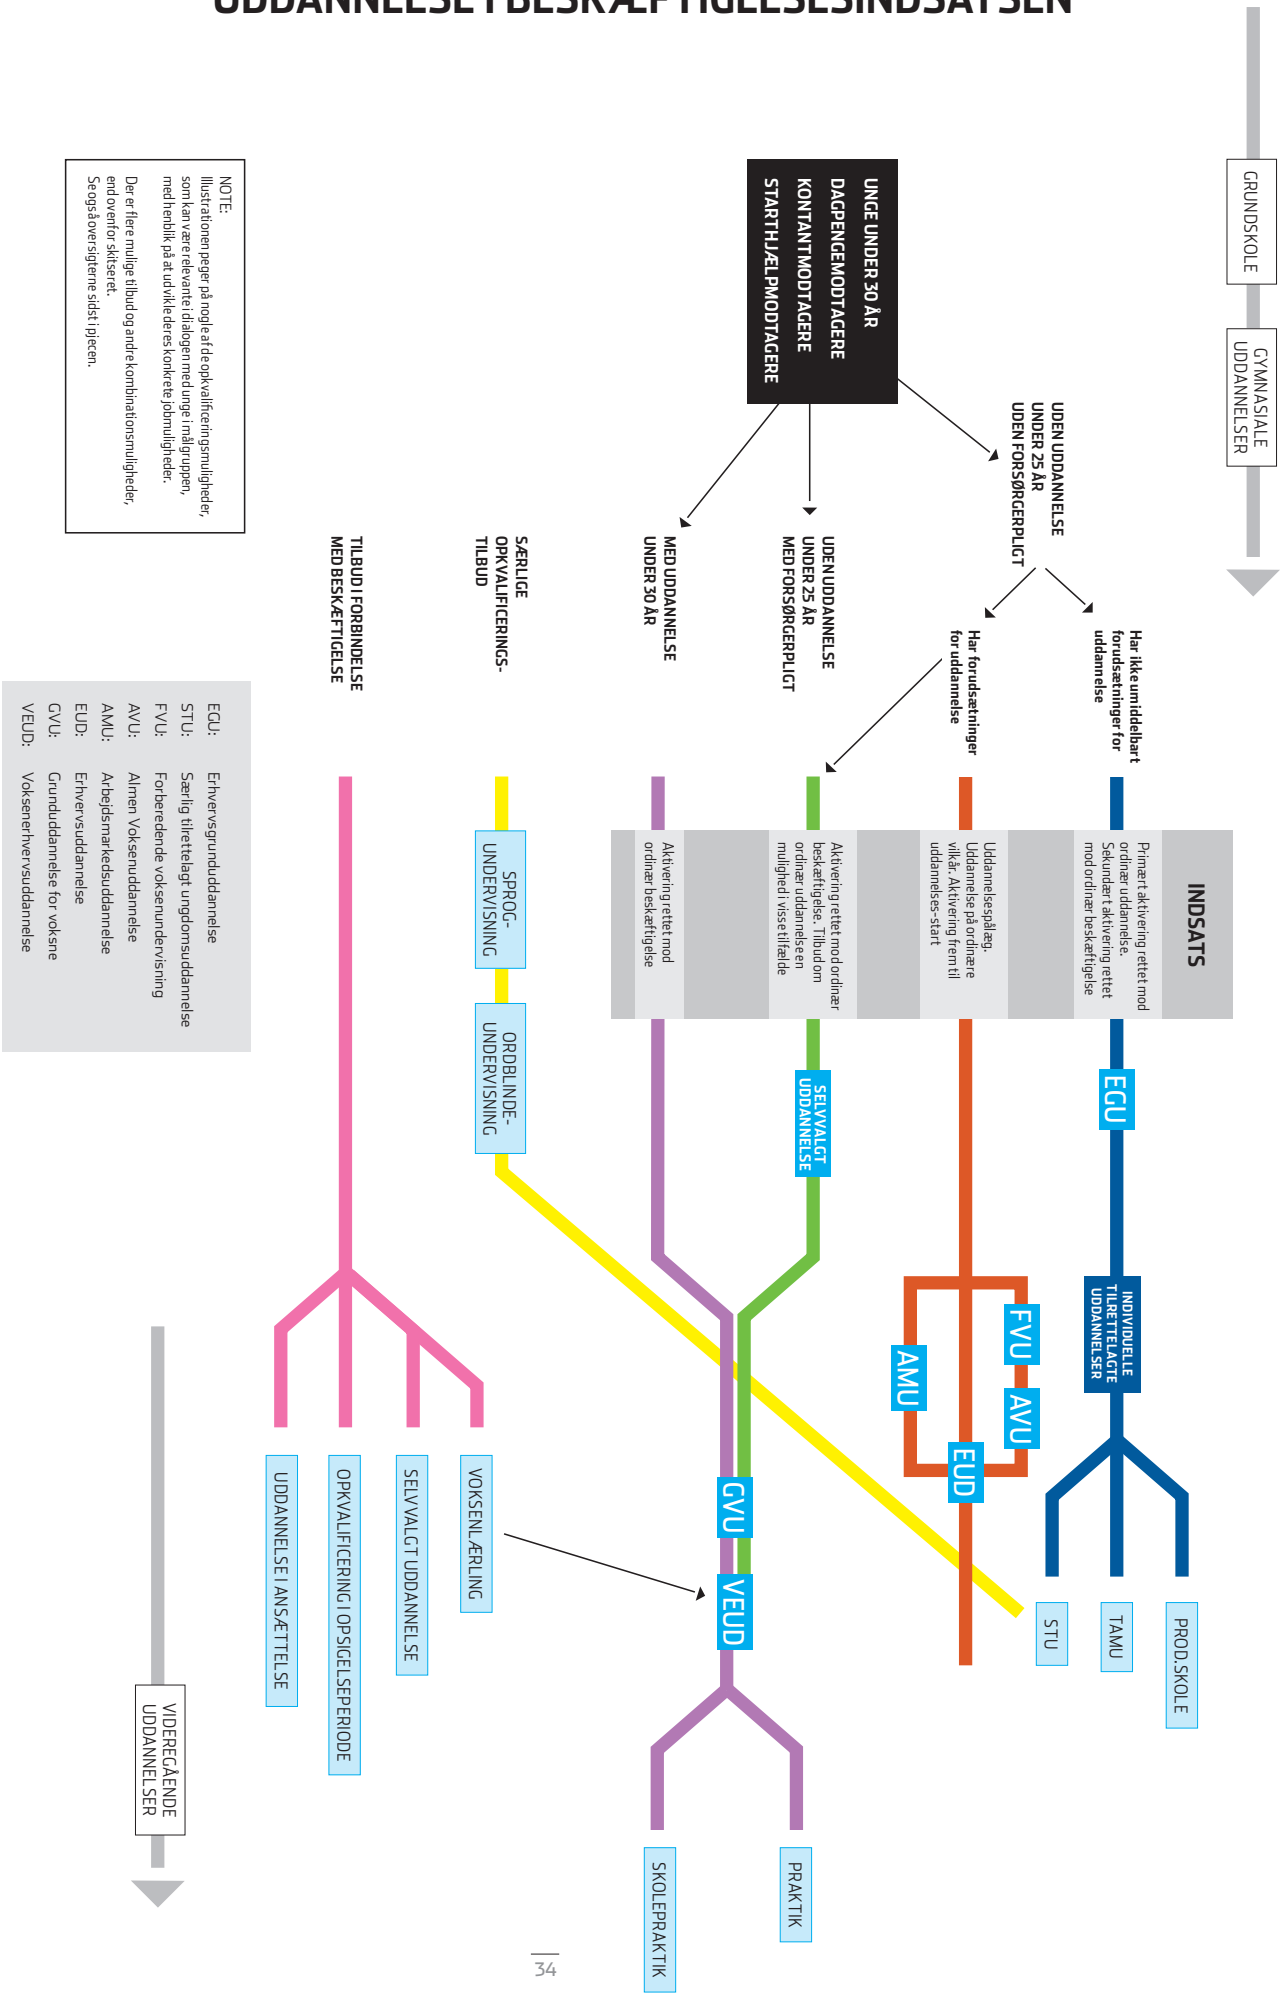 UDDANNELSE I BESKÆFTIGELSESINDSATSEN
GRUNDSKOLE
GYMNASIALE
UDDANNELSER
UNGE UNDER 30 ÅR
DAGPENGEMODTAGERE
KONTANTMODTAGERE
STARTHJÆLPMODTAGERE
UDEN UDDANNELSE
UNDER 25 ÅR
UDEN FORSØRGERPLIGT
Har ikke umiddelbart
forudsætninger for
uddannelse
Har forudsætninger
for uddannelse
UDEN UDDANNELSE
UNDER 25 ÅR
MED FORSØRGERPLIGT
MED UDDANNELSE
UNDER 30 ÅR
SÆRLIGE
OPKVALIFICERINGS-
TILBUD
TILBUD I FORBINDELSE
MED BESKÆFTIGELSE
INDSATS
Primært aktivering rettet mod
ordinær uddannelse.
Sekundært aktivering rettet
mod ordinær beskæftigelse
Uddannelsespålæg.
Uddannelse på ordinære
vilkår. Aktivering frem til
uddannelses-start
Aktivering rettet mod ordinær
beskæftigelse. Tilbud om
ordinær uddannelse en
mulighed i visse tilfælde
Aktivering rettet mod
ordinær beskæftigelse
SPROG-
UNDERVISNING
ORDBLINDE-
UNDERVISNING
EGU
INDIVIDUELLE
TILRETTELAGTE
UDDANNELSER
PROD.SKOLE
TAMU
STU
FVU
AVU
AMU
EUD
SELVVALGT
UDDANNELSE
GVU
VEUD
PRAKTIK
SKOLEPRAKTIK
VOKSENLÆRLING
SELVVALGT UDDANNELSE
OPKVALIFICERING I OPSIGELSEPERIODE
UDDANNELSE I ANSÆTTELSE
VIDEREGÅENDE
UDDANNELSER
NOTE:
Illustrationen peger på nogle af de opkvalificeringsmuligheder,
som kan være relevante i dialogen med unge i målgruppen,
med henblik på at udvikle deres konkrete jobmuligheder.
Der er flere mulige tilbud og andre kombinationsmuligheder,
end ovenfor skitseret.
Se også oversigterne sidst i pjecen.
EGU: Erhvervsgrunduddannelse
STU: Særlig tilrettelagt ungdomsuddannelse
FVU: Forberedende voksenundervisning
AVU: Almen Voksenuddannelse
AMU: Arbejdsmarkedsuddannelse
EUD: Erhvervsuddannelse
GVU: Grunduddannelse for voksne
VEUD: Voksenerhvervsuddannelse
34